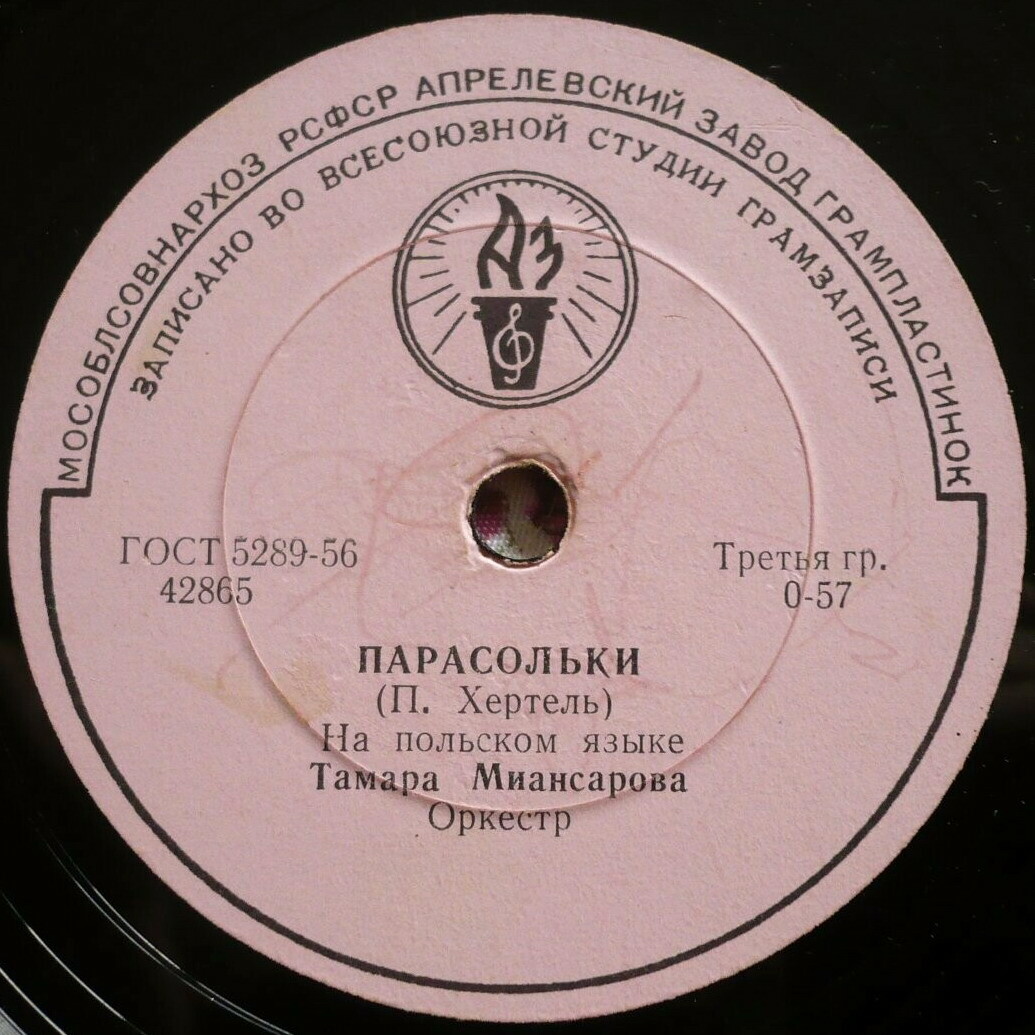 МОСОБЛСОВНАРХОЗ РСФСР АПРЕЛЕВСКИЙ ЗАВОД ГРАМПЛАСТИНОК
ЗАПИСАНО ВО ВСЕСОЮЗНОЙ СТУДИИ ГРАМЗАПИСИ
АЗ
ГОСТ 5289-56
42865
Третья гр.
0-57
ПАРАСОЛЬКИ
(П. Хертель)
На польском языке
Тамара Миансарова
Оркестр